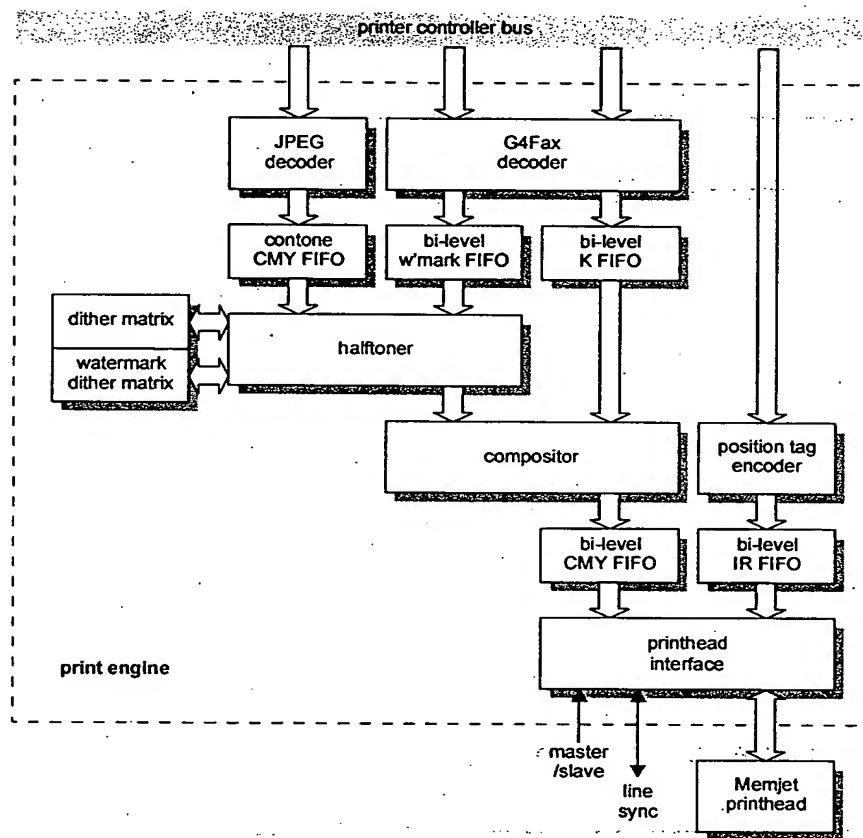 printer controller bus
JPEG
decoder
G4Fax
decoder
contone
CMY FIFO
bi-level
w'mark FIFO
bi-level
K FIFO
dither matrix
watermark
dither matrix
halftoner
compositor
position tag
encoder
bi-level
CMY FIFO
bi-level
IR FIFO
printhead
interface
print engine
master
/slave
line
sync
Memjet
printhead